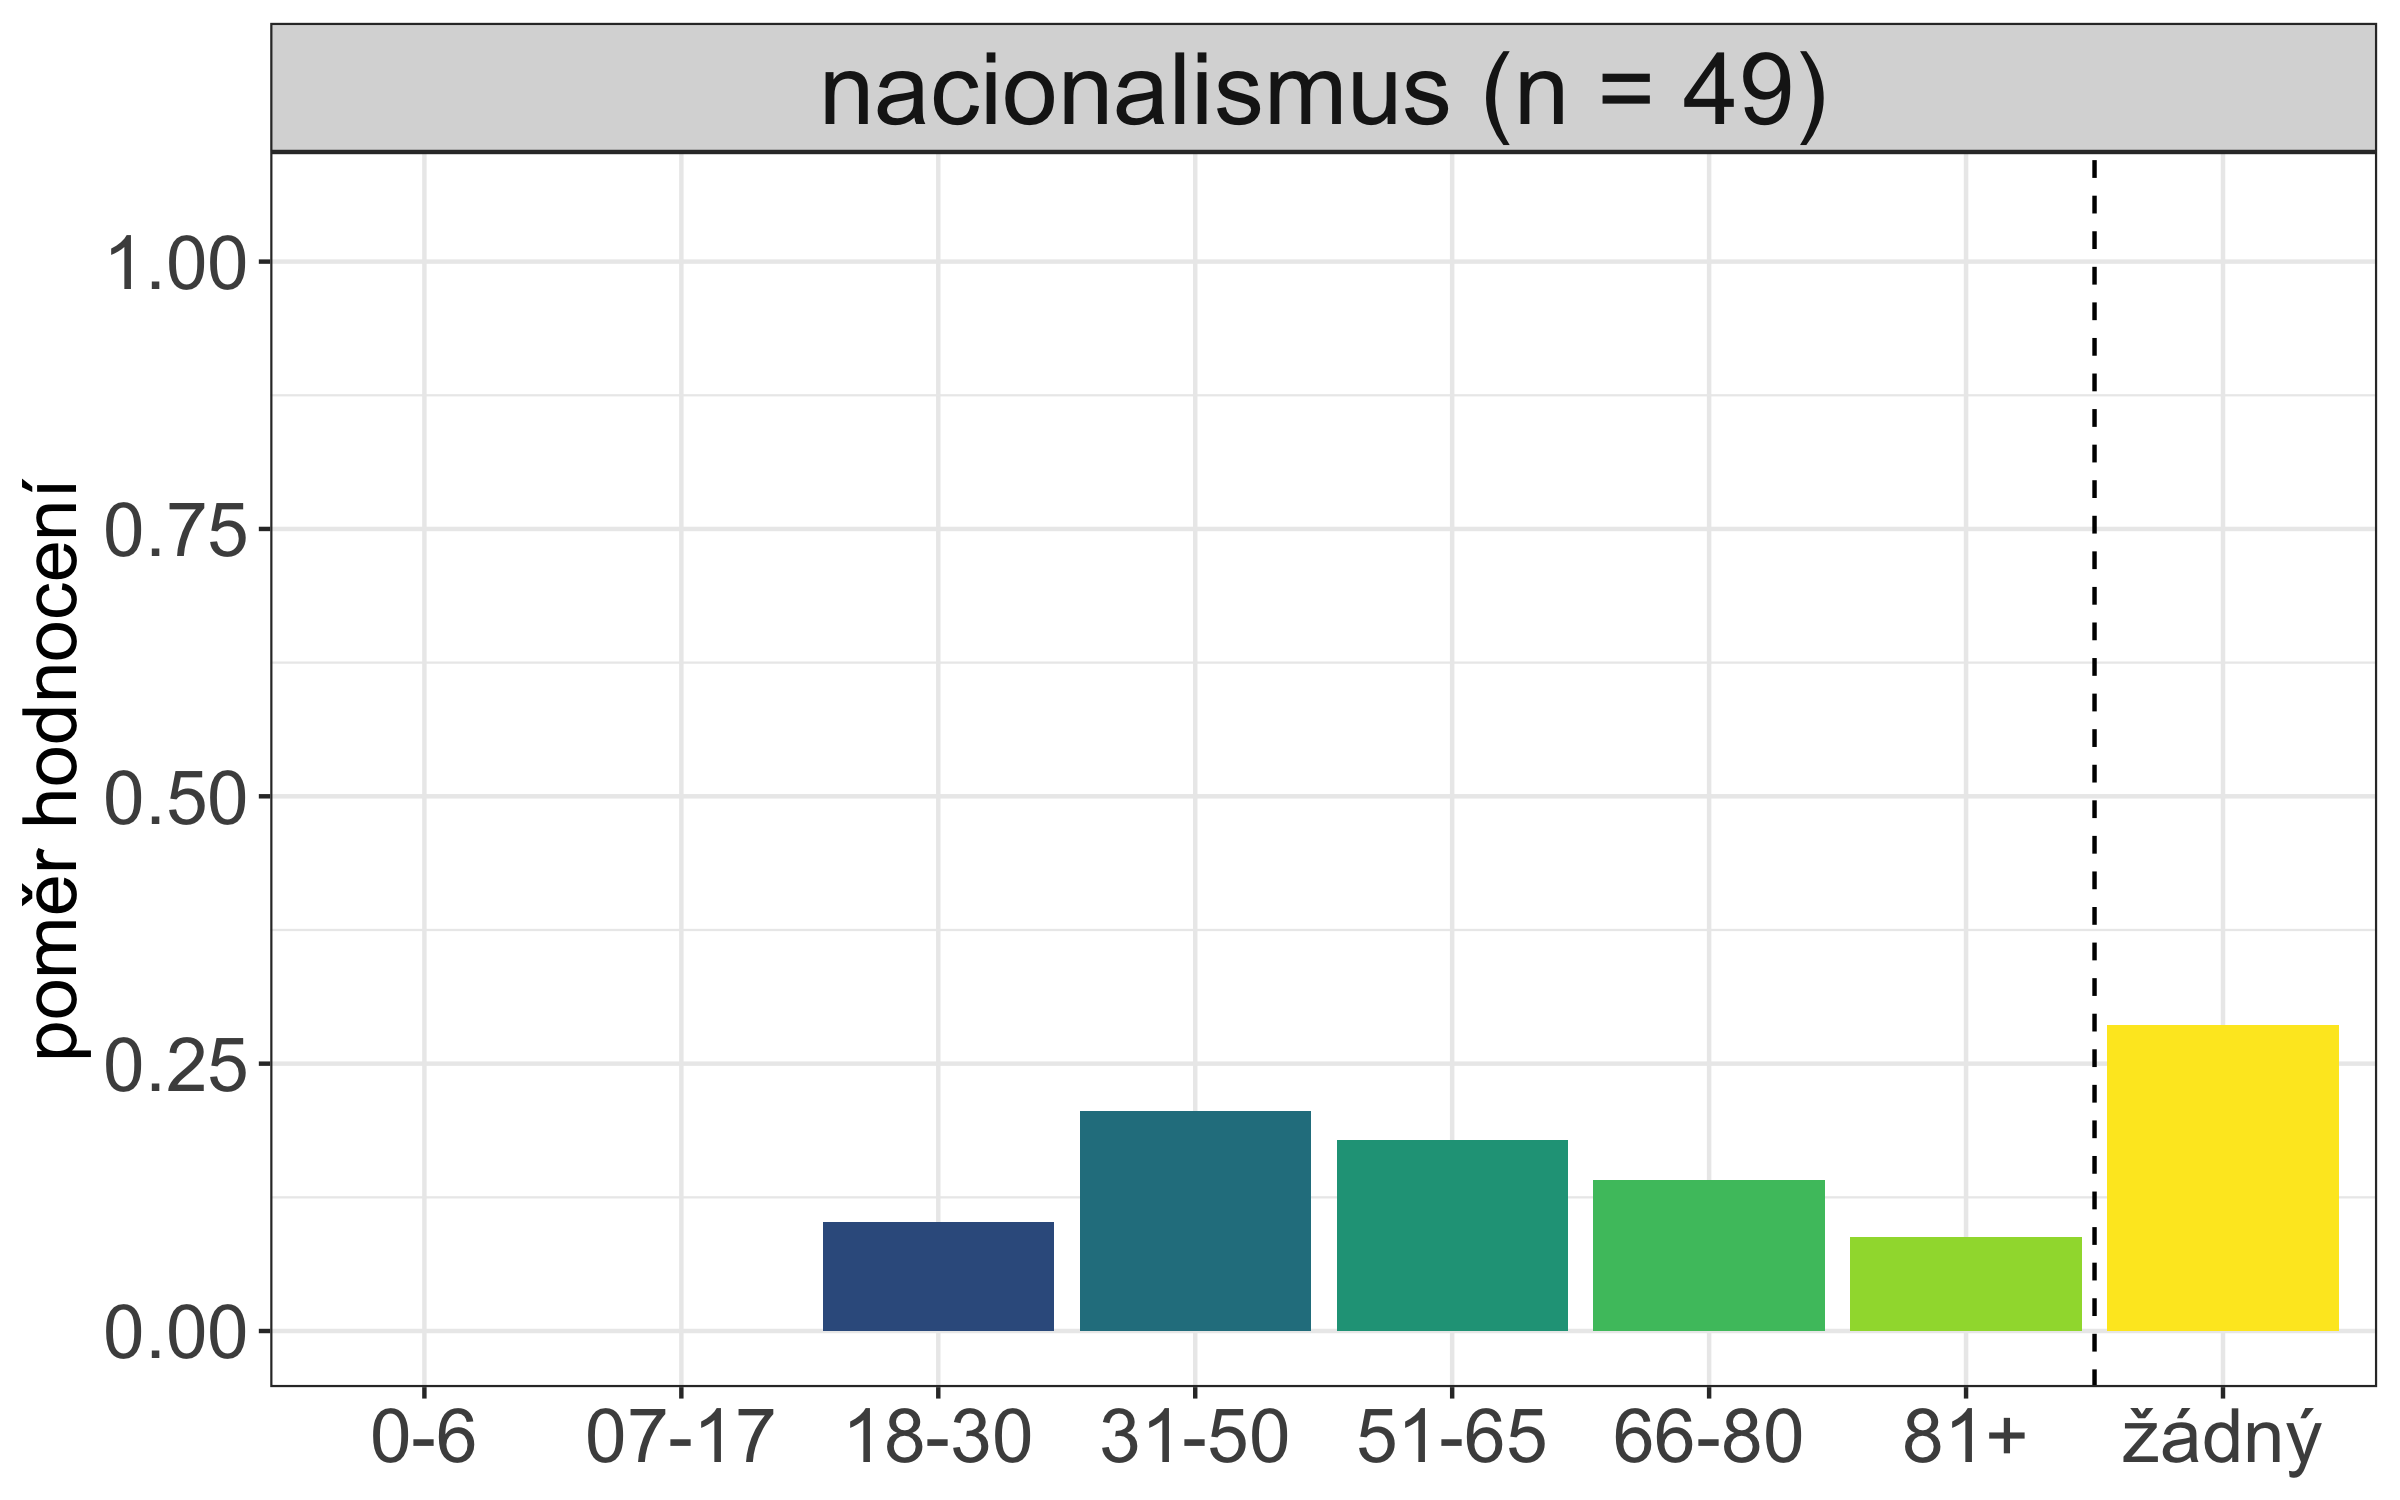 nacionalismus (n = 49)
poměr hodnocení
1.00
0.75
0.50
0.25
0.00
0-6 07-17 18-30 31-50 51-65 66-80 81+ žádný